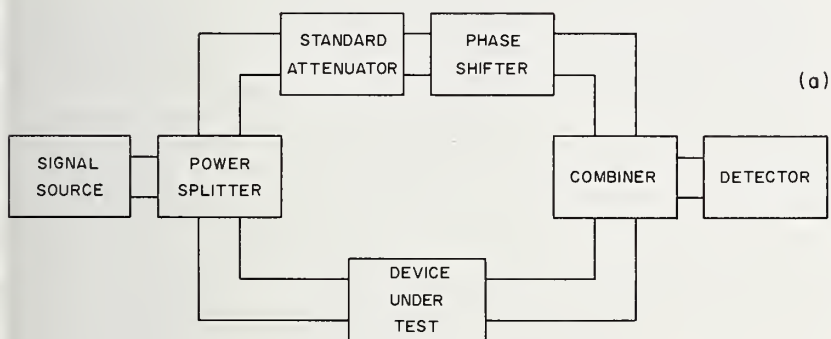 STANDARD
ATTENUATOR
PHASE
SHIFTER
(a)
SIGNAL
SOURCE
POWER
SPLITTER
COMBINER
DETECTOR
DEVICE
UNDER
TEST